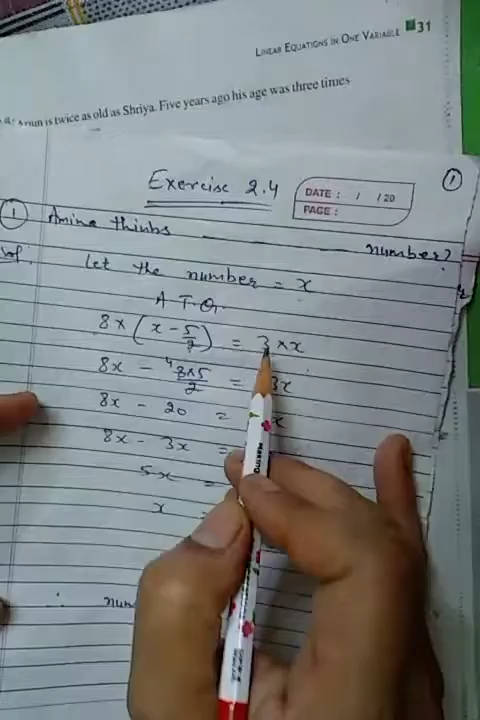 LINEAR EQUATIONS IN ONE VARIABLE 31
is twice as old as Shriya. Five years ago his age was three times
Exercise 2.4
DATE : / / 20
PAGE :
1
1 Amina thinks number?
Sol.
Let the number = x
A T Q.
8 × ( x - 5/2 ) = 3 × x
8x - 4 8×5/2 = 3x
8x - 20 = x
8x - 3x =
5x =
x =
∴